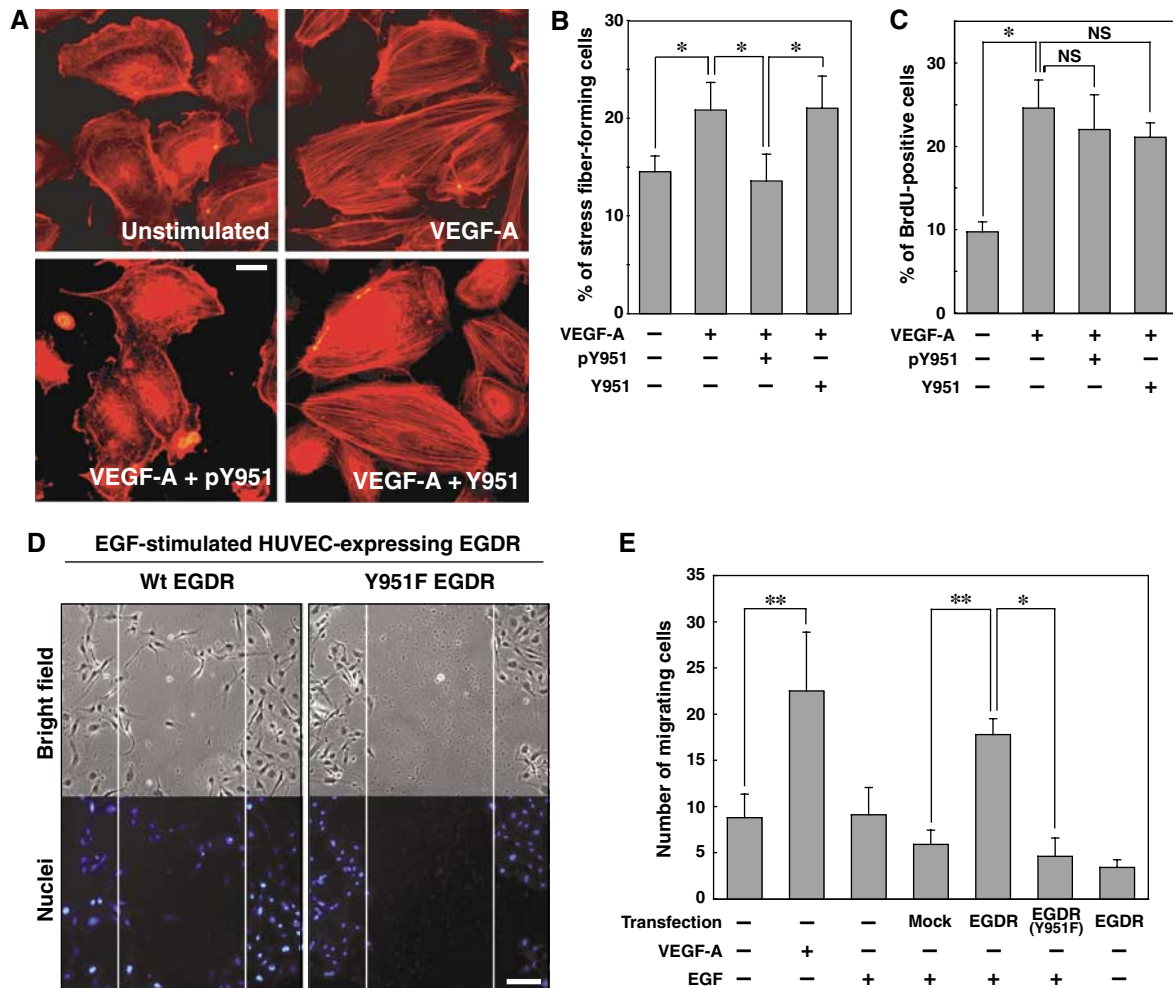 A
Unstimulated
VEGF-A
VEGF-A + pY951
VEGF-A + Y951
B
% of stress fiber-forming cells
30
20
10
0
* * *
VEGF-A − + + +
pY951 − − + −
Y951 − − − +
C
% of BrdU-positive cells
30
20
10
0
* NS
NS
VEGF-A − + + +
pY951 − − + −
Y951 − − − +
D
EGF-stimulated HUVEC-expressing EGDR
Wt EGDR Y951F EGDR
Bright field
Nuclei
E
Number of migrating cells
35
30
25
20
15
10
5
0
** ** *
Transfection − − − Mock EGDR EGDR (Y951F) EGDR
VEGF-A − + − − − − −
EGF − − + + + + −